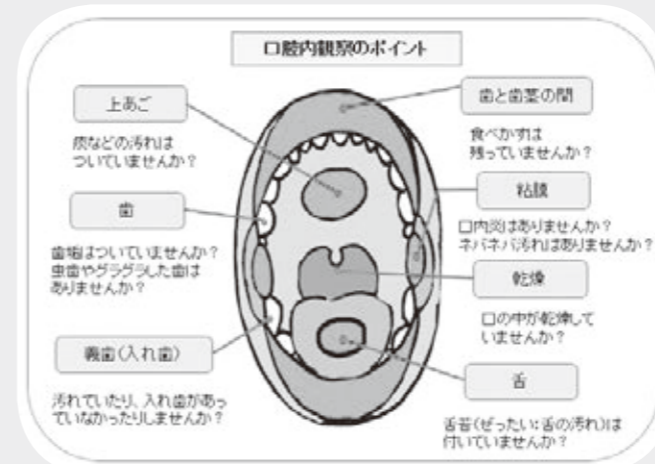 口腔内観察のポイント
上あご
痰などの汚れは
ついていませんか?
歯
歯垢はついていませんか?
虫歯やグラグラした歯は
ありませんか?
義歯(入れ歯)
汚れていたり、入れ歯があっ
ていなかったりしませんか?
歯と歯茎の間
食べかすは
残っていませんか?
粘膜
口内炎はありませんか?
ネバネバ汚れはありませんか?
乾燥
口の中が乾燥して
いませんか?
舌
舌苔(ぜったい:舌の汚れ)は
付いていませんか?